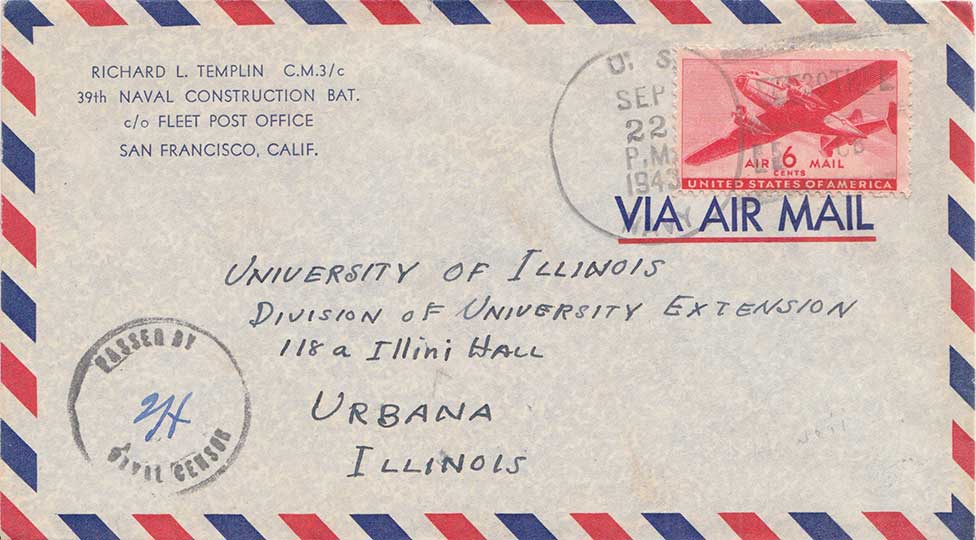 RICHARD L. TEMPLIN C.M.3/c
39th NAVAL CONSTRUCTION BAT.
c/o FLEET POST OFFICE
SAN FRANCISCO, CALIF.
U. S.
SEP
22
P.M.
1943
NAVY
AIR 6 MAIL
CENTS
UNITED STATES OF AMERICA
VIA AIR MAIL
UNIVERSITY OF ILLINOIS
DIVISION OF UNIVERSITY EXTENSION
118a Illini HALL
URBANA
ILLINOIS
PASSED BY
NAVAL CENSOR